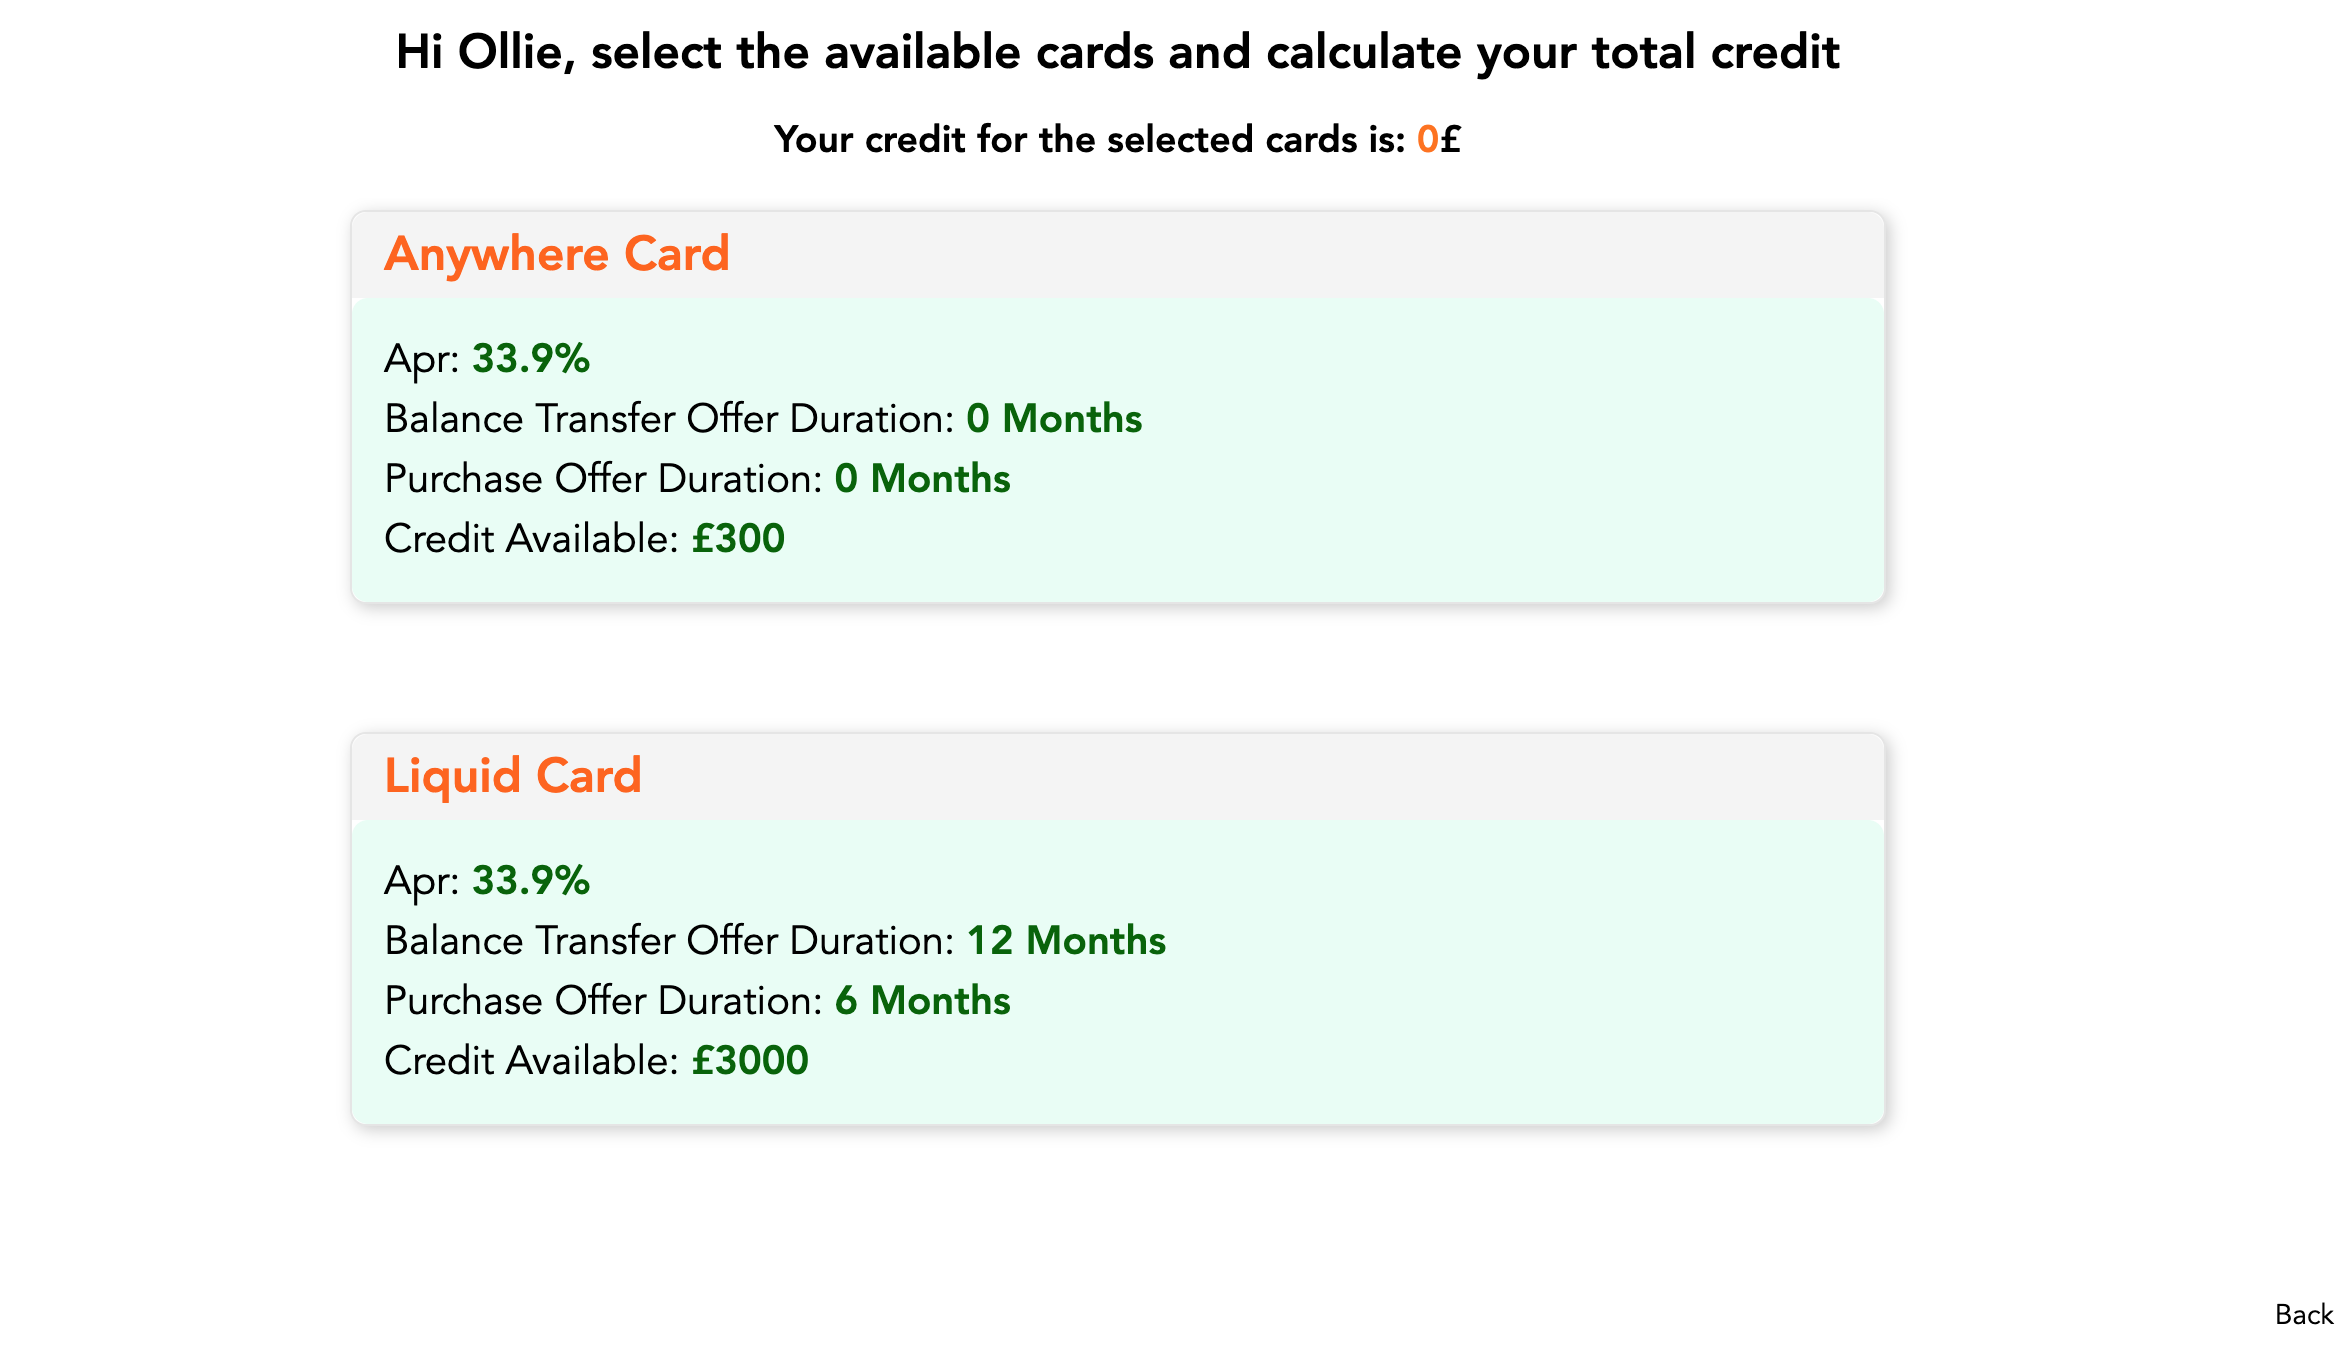 Hi Ollie, select the available cards and calculate your total credit
Your credit for the selected cards is: 0£
Anywhere Card
Apr: 33.9%
Balance Transfer Offer Duration: 0 Months
Purchase Offer Duration: 0 Months
Credit Available: £300
Liquid Card
Apr: 33.9%
Balance Transfer Offer Duration: 12 Months
Purchase Offer Duration: 6 Months
Credit Available: £3000
Back